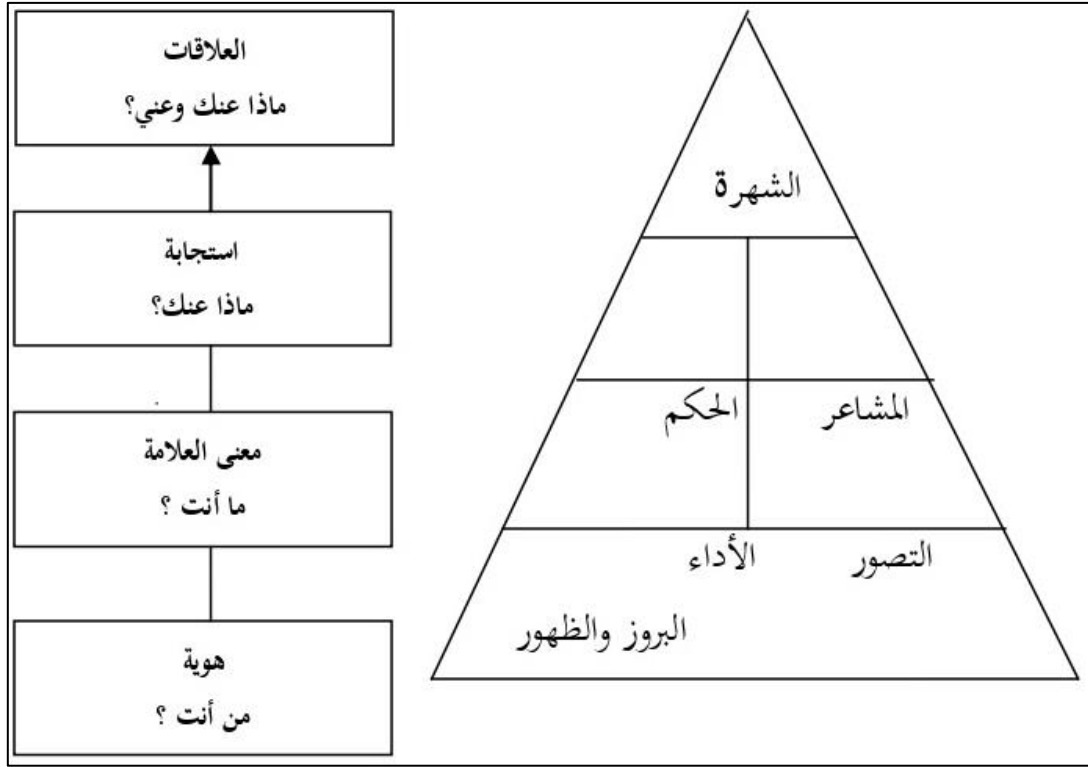 العلاقات
ماذا عنك وعني؟
استجابة
ماذا عنك؟
معنى العلامة
ما أنت ؟
هوية
من أنت ؟
الشهرة
المشاعر الحكم
التصور الأداء
البروز والظهور